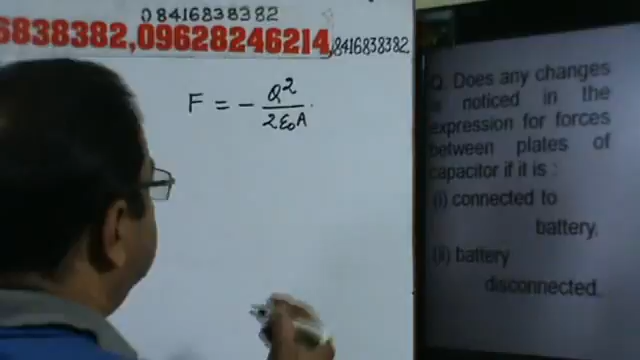 08416838382
6838382,09628246214,8416838382
F = - Q²/2ε₀A
Q. Does any changes
is noticed in the
expression for forces
between plates of
capacitor if it is :
(i) connected to
battery,
(ii) battery
disconnected.